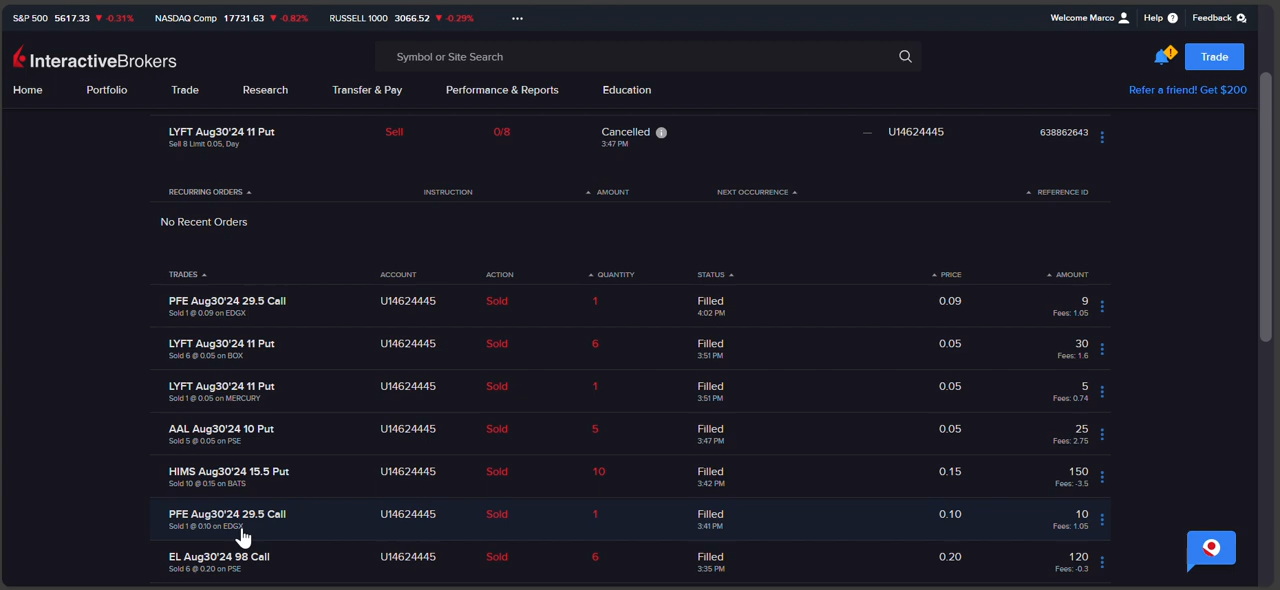 S&P 500 5617.33 ▼ -0.31% NASDAQ Comp 17731.63 ▼ -0.82% RUSSELL 1000 3066.52 ▼ -0.29% ••• Welcome Marco Help ? Feedback
InteractiveBrokers Symbol or Site Search ! Trade
Home Portfolio Trade Research Transfer & Pay Performance & Reports Education Refer a friend! Get $200
LYFT Aug30'24 11 Put Sell 0/8 Cancelled i — U14624445 638862643
Sell 8 Limit 0.05, Day 3:47 PM
RECURRING ORDERS INSTRUCTION AMOUNT NEXT OCCURRENCE REFERENCE ID
No Recent Orders
TRADES ACCOUNT ACTION QUANTITY STATUS PRICE AMOUNT
PFE Aug30'24 29.5 Call U14624445 Sold 1 Filled 0.09 9
Sold 1 @ 0.09 on EDGX 4:02 PM Fees: 1.05
LYFT Aug30'24 11 Put U14624445 Sold 6 Filled 0.05 30
Sold 6 @ 0.05 on BOX 3:51 PM Fees: 1.6
LYFT Aug30'24 11 Put U14624445 Sold 1 Filled 0.05 5
Sold 1 @ 0.05 on MERCURY 3:51 PM Fees: 0.74
AAL Aug30'24 10 Put U14624445 Sold 5 Filled 0.05 25
Sold 5 @ 0.05 on PSE 3:47 PM Fees: 2.75
HIMS Aug30'24 15.5 Put U14624445 Sold 10 Filled 0.15 150
Sold 10 @ 0.15 on BATS 3:42 PM Fees: -3.5
PFE Aug30'24 29.5 Call U14624445 Sold 1 Filled 0.10 10
Sold 1 @ 0.10 on EDGX 3:41 PM Fees: 1.05
EL Aug30'24 98 Call U14624445 Sold 6 Filled 0.20 120
Sold 6 @ 0.20 on PSE 3:35 PM Fees: -0.3